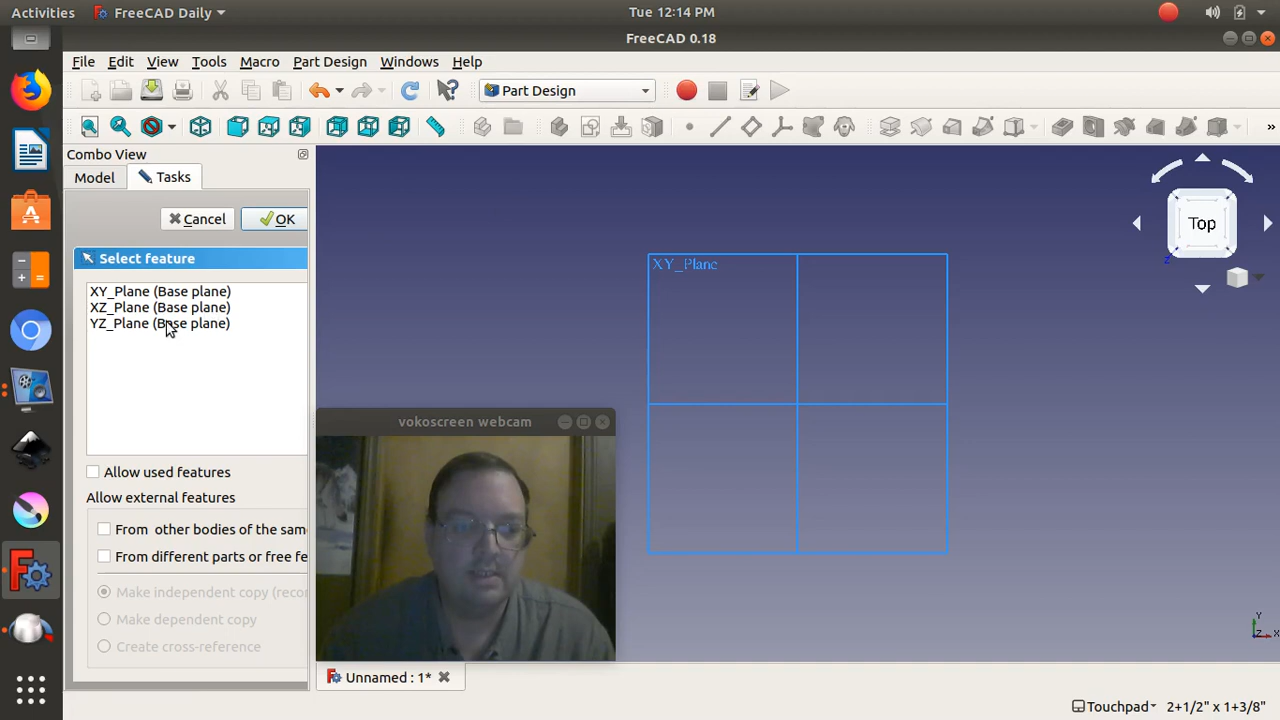 Activities
FreeCAD Daily
Tue 12:14 PM
FreeCAD 0.18
File Edit View Tools Macro Part Design Windows Help
Part Design
»
Combo View
Model Tasks
Cancel OK
Select feature
XY_Plane (Base plane)
XZ_Plane (Base plane)
YZ_Plane (Base plane)
Allow used features
Allow external features
From other bodies of the same
From different parts or free fe
Make independent copy (recor
Make dependent copy
Create cross-reference
XY_Plane
Top
Z
vokoscreen webcam
Y
Z X
Unnamed : 1*
Touchpad 2+1/2" x 1+3/8"